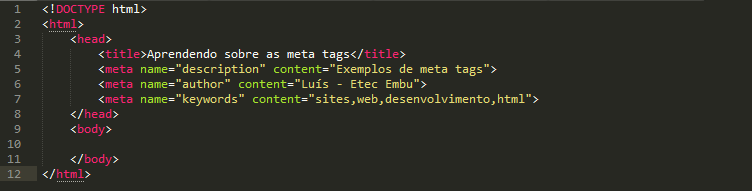 1 <!DOCTYPE html>
2 <html>
3     <head>
4         <title>Aprendendo sobre as meta tags</title>
5         <meta name="description" content="Exemplos de meta tags">
6         <meta name="author" content="Luís - Etec Embu">
7         <meta name="keywords" content="sites,web,desenvolvimento,html">
8     </head>
9     <body>
10
11     </body>
12 </html>